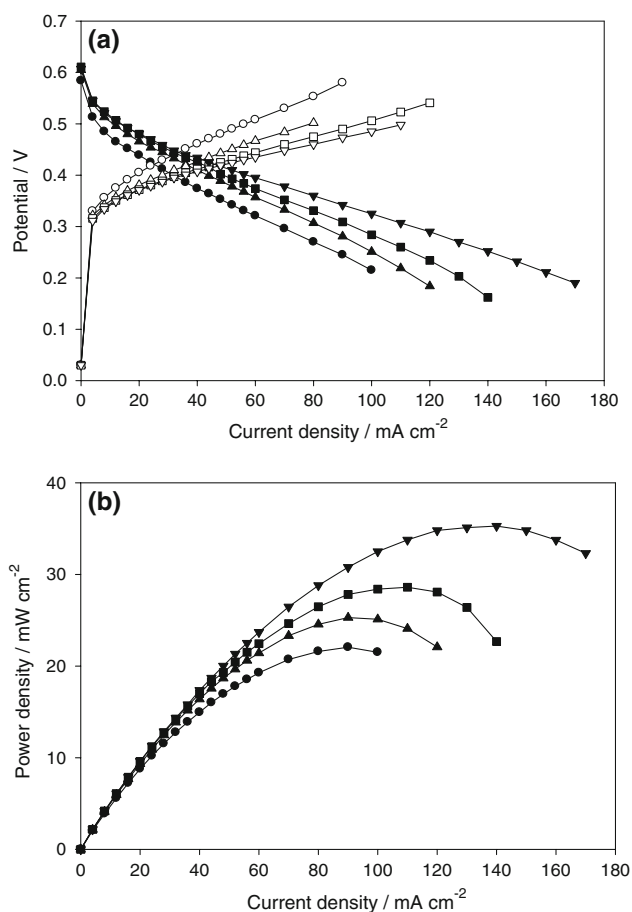 (a)
0.7
0.6
0.5
0.4
0.3
0.2
0.1
0.0
Potential / V
0 20 40 60 80 100 120 140 160 180
Current density / mA cm⁻²
(b)
40
30
20
10
0
Power density / mW cm⁻²
0 20 40 60 80 100 120 140 160 180
Current density / mA cm⁻²